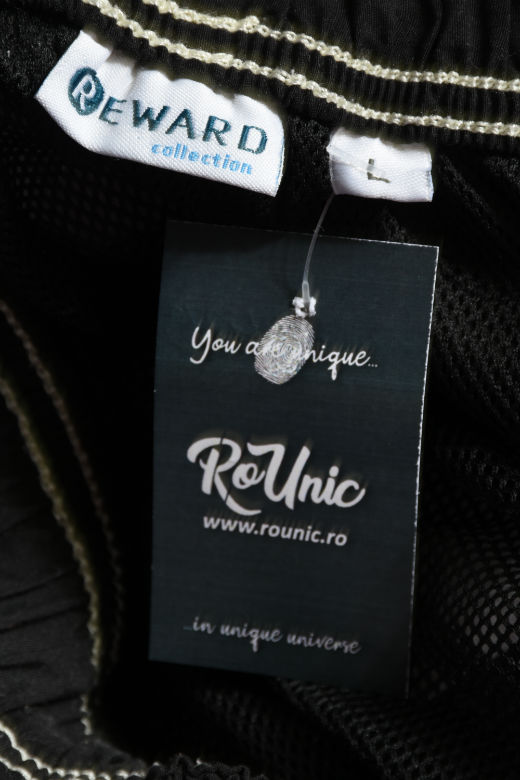 REWARD
collection
L
You are unique...
RoUnic
www.rounic.ro
...in unique universe